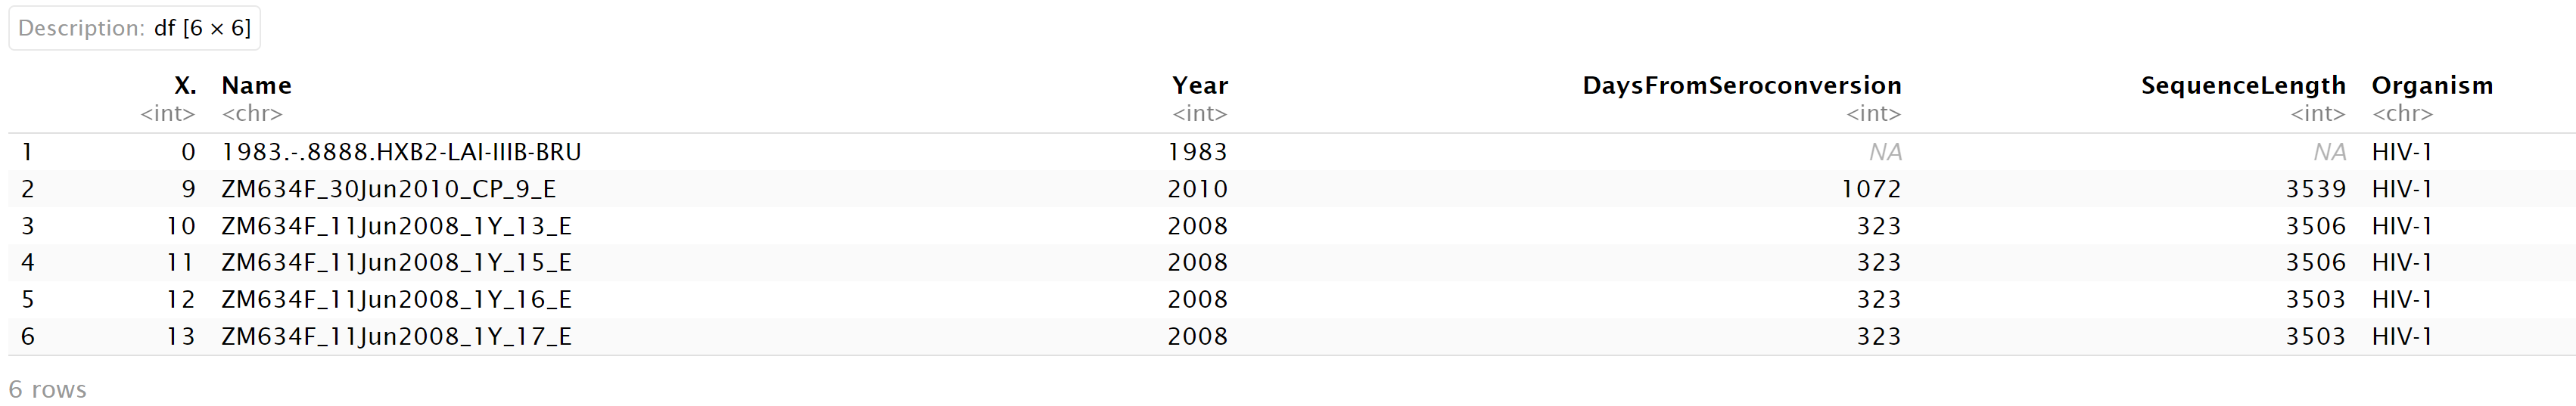 Description: df [6 × 6]
X. Name Year DaysFromSeroconversion SequenceLength Organism
<int> <chr> <int> <int> <int> <chr>
1 0 1983.-.8888.HXB2-LAI-IIIB-BRU 1983 NA NA HIV-1
2 9 ZM634F_30Jun2010_CP_9_E 2010 1072 3539 HIV-1
3 10 ZM634F_11Jun2008_1Y_13_E 2008 323 3506 HIV-1
4 11 ZM634F_11Jun2008_1Y_15_E 2008 323 3506 HIV-1
5 12 ZM634F_11Jun2008_1Y_16_E 2008 323 3503 HIV-1
6 13 ZM634F_11Jun2008_1Y_17_E 2008 323 3503 HIV-1
6 rows